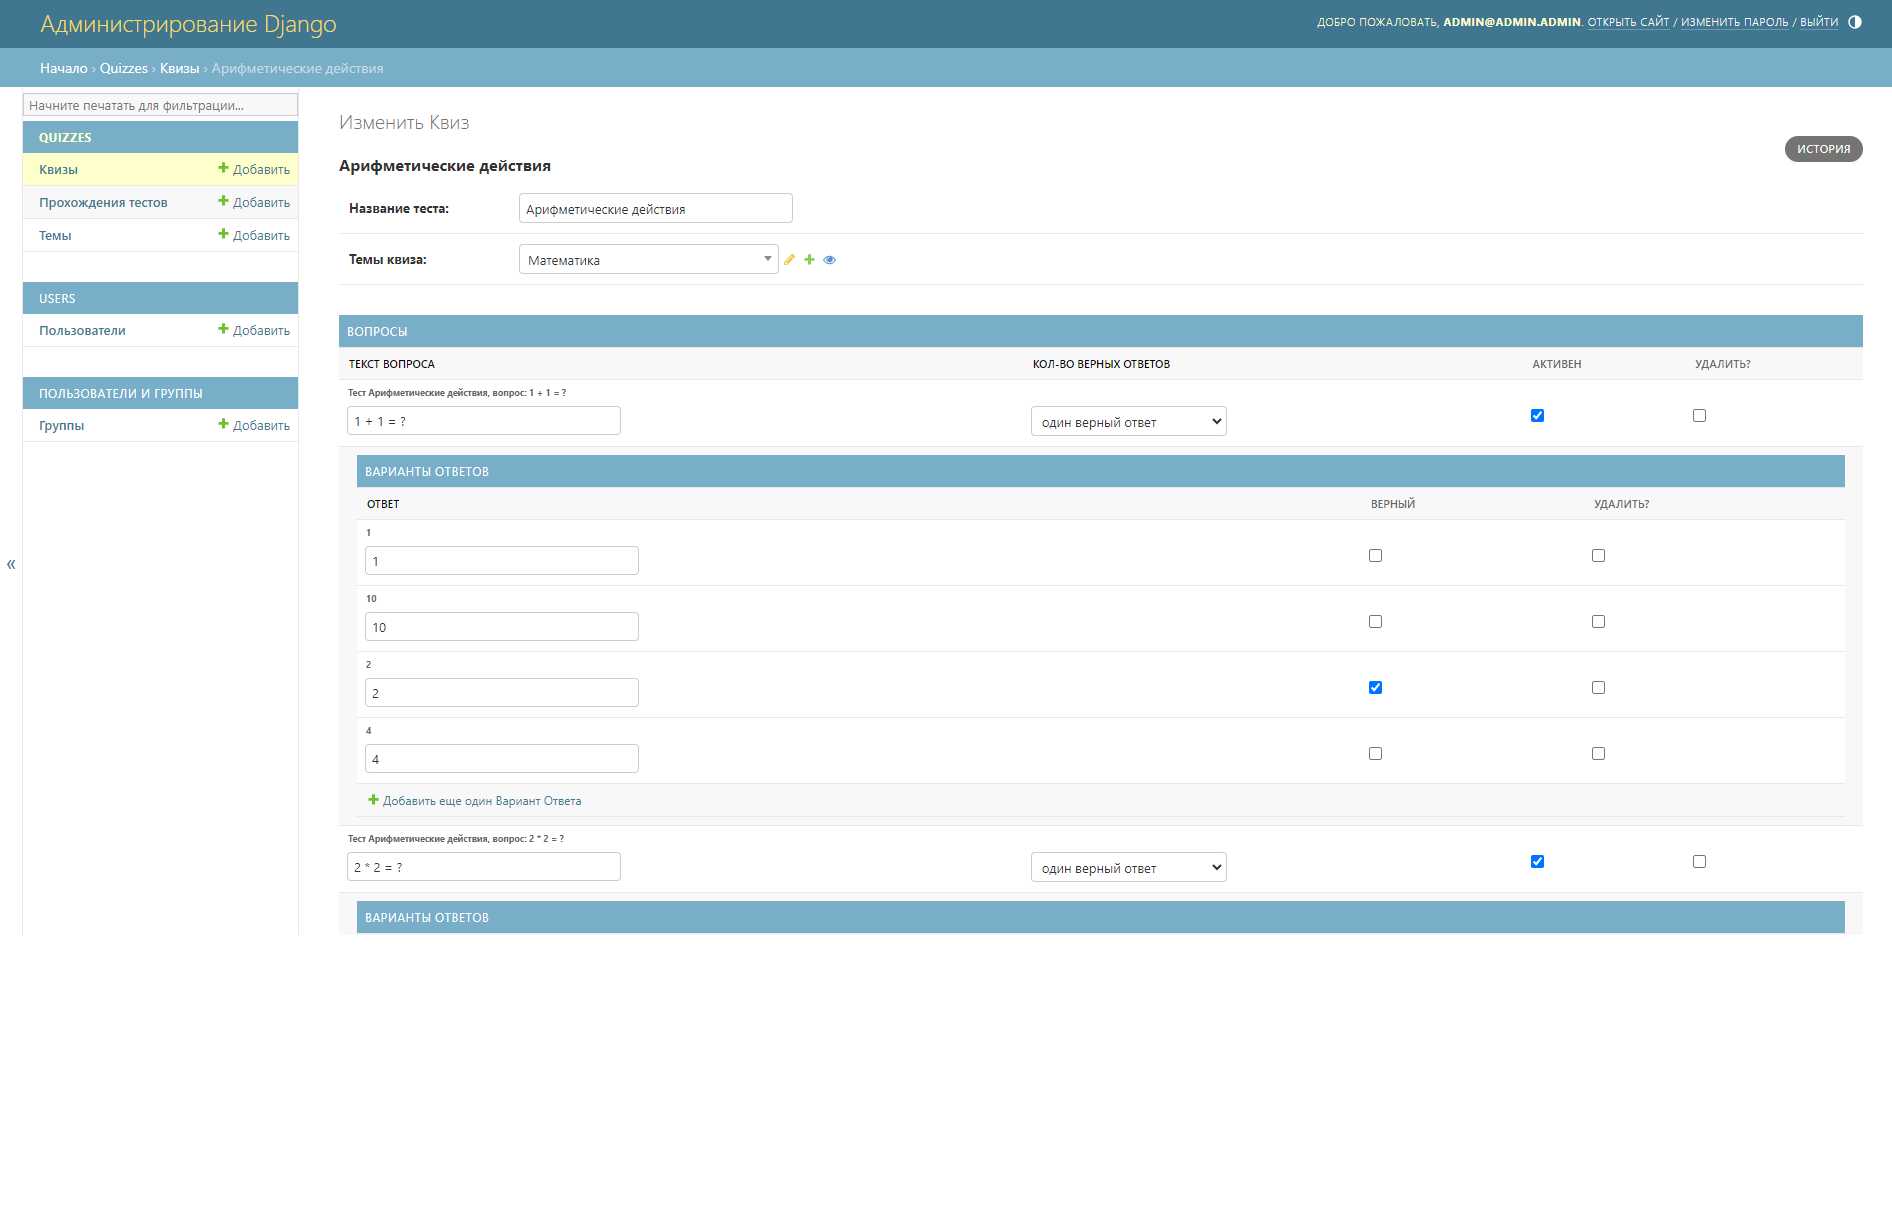 Администрирование Django
ДОБРО ПОЖАЛОВАТЬ, ADMIN@ADMIN.ADMIN. ОТКРЫТЬ САЙТ / ИЗМЕНИТЬ ПАРОЛЬ / ВЫЙТИ
Начало › Quizzes › Квизы › Арифметические действия
Начните печатать для фильтрации...
QUIZZES
Квизы Добавить
Прохождения тестов Добавить
Темы Добавить
USERS
Пользователи Добавить
ПОЛЬЗОВАТЕЛИ И ГРУППЫ
Группы Добавить
«
Изменить Квиз
ИСТОРИЯ
Арифметические действия
Название теста: Арифметические действия
Темы квиза: Математика
ВОПРОСЫ
ТЕКСТ ВОПРОСА КОЛ-ВО ВЕРНЫХ ОТВЕТОВ АКТИВЕН УДАЛИТЬ?
Тест Арифметические действия, вопрос: 1 + 1 = ?
1 + 1 = ? один верный ответ
ВАРИАНТЫ ОТВЕТОВ
ОТВЕТ ВЕРНЫЙ УДАЛИТЬ?
1
1
10
10
2
2
4
4
Добавить еще один Вариант Ответа
Тест Арифметические действия, вопрос: 2 * 2 = ?
2 * 2 = ? один верный ответ
ВАРИАНТЫ ОТВЕТОВ